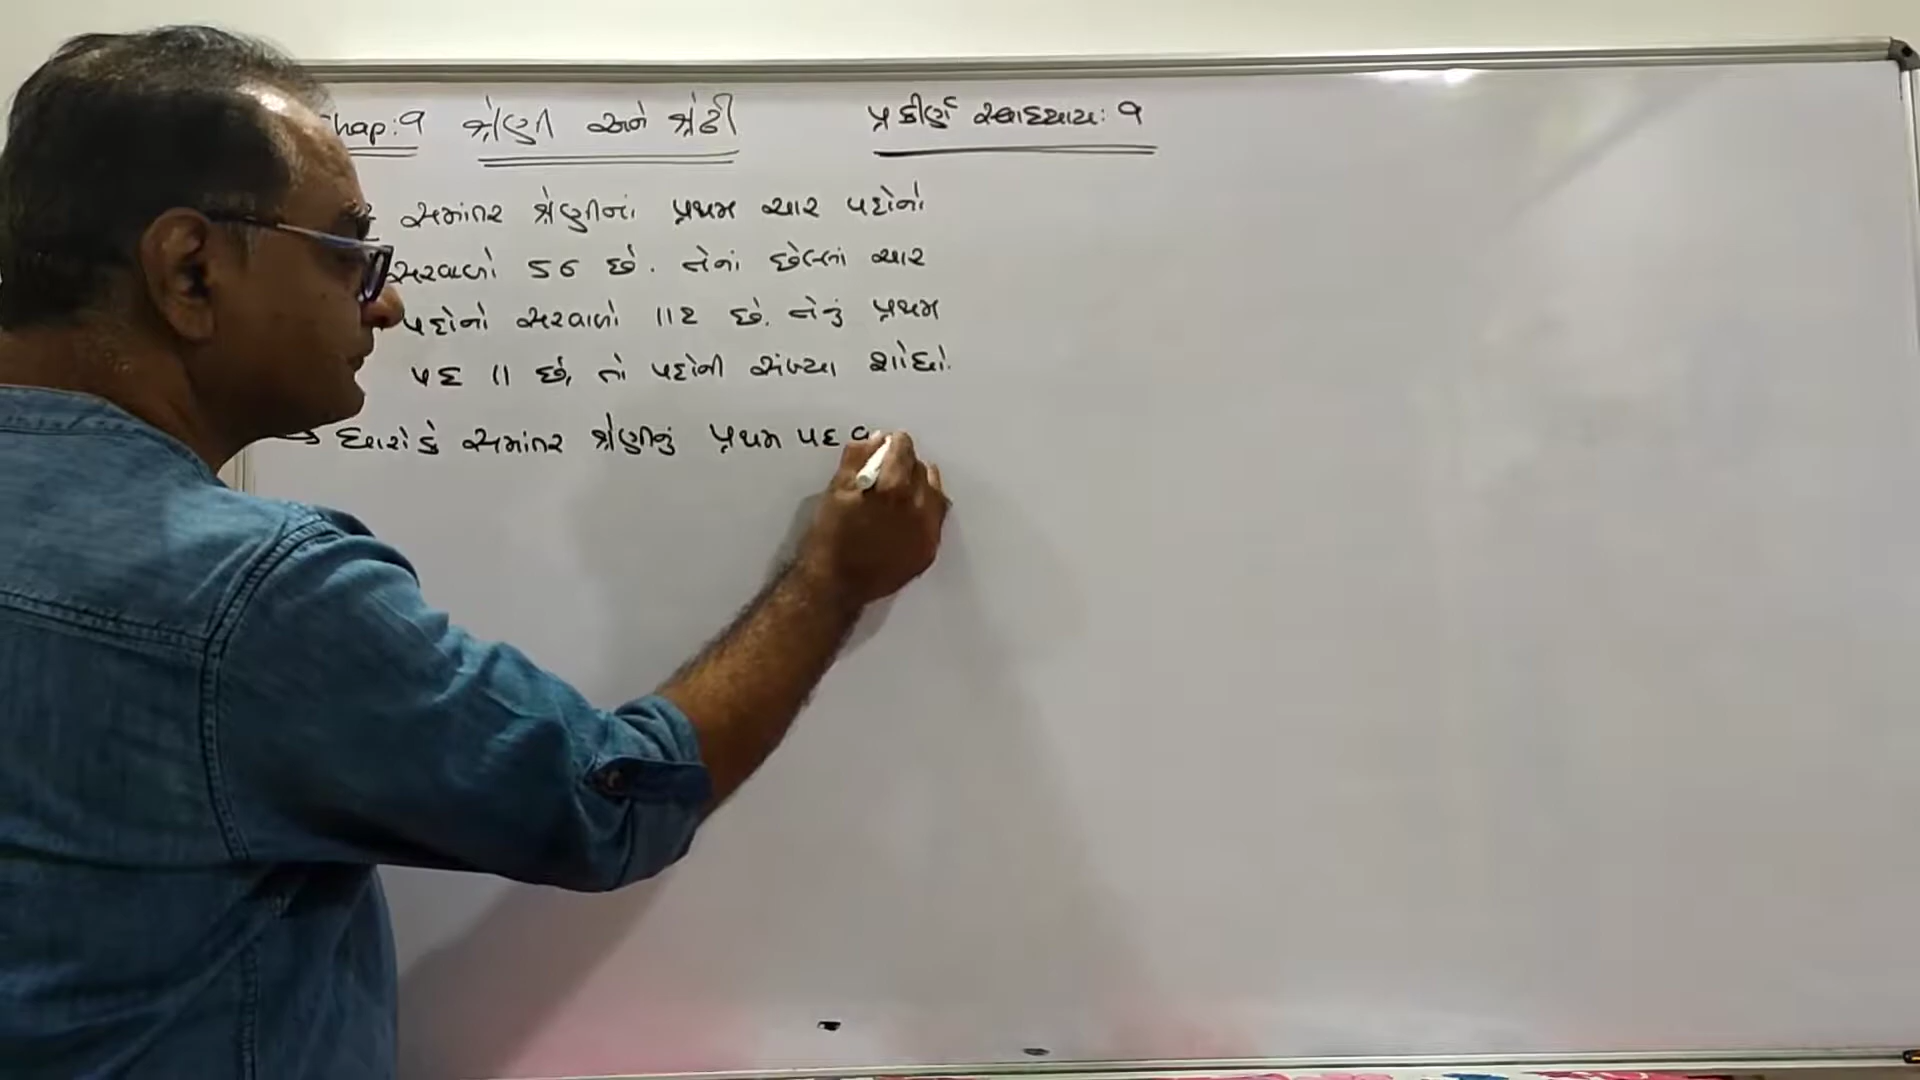 Chap: 9 શ્રેણી અને શ્રેઢી
પ્રકીર્ણ સ્વાધ્યાય: 9
સમાંતર શ્રેણીનાં પ્રથમ ચાર પદોનો
સરવાળો 56 છે. તેનાં છેલ્લાં ચાર
પદોનો સરવાળો 112 છે. તેનું પ્રથમ
પદ 11 છે, તો પદોની સંખ્યા શોધો.
→ ધારો કે સમાંતર શ્રેણીનું પ્રથમ પદ